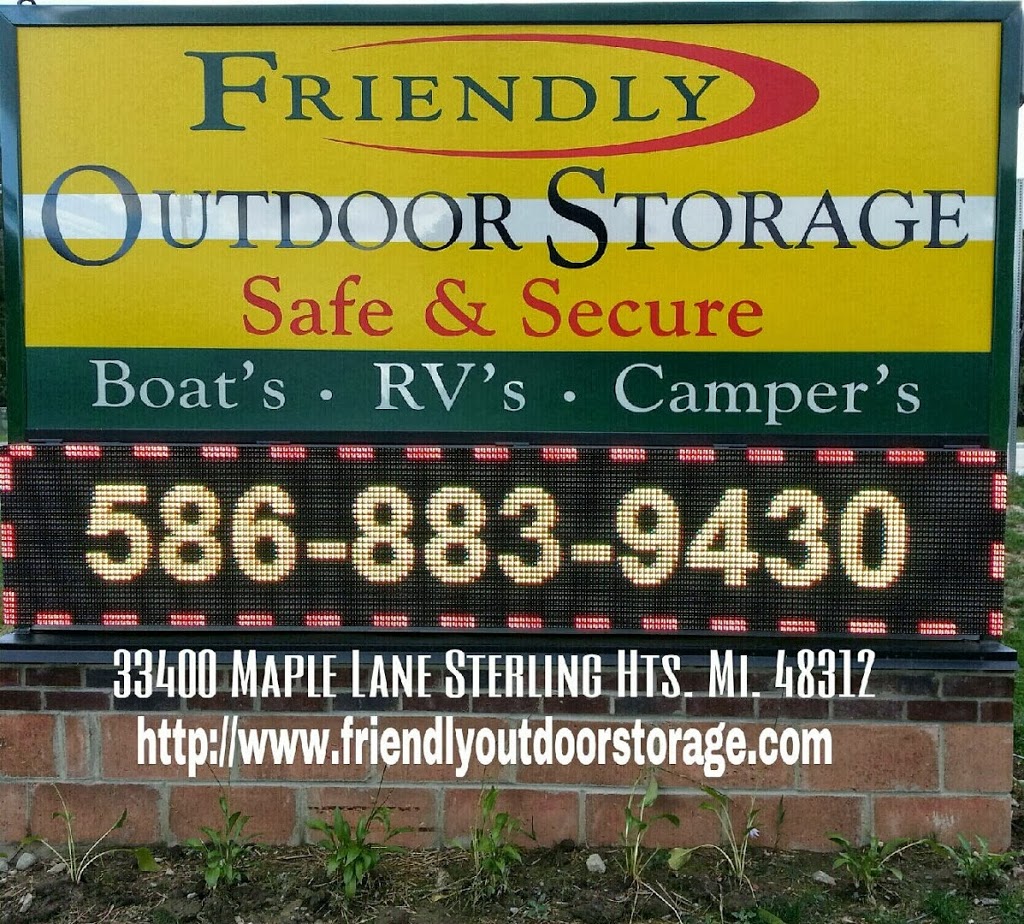 FRIENDLY
OUTDOOR STORAGE
Safe & Secure
Boat's · RV's · Camper's
586-883-9430
33400 MAPLE LANE STERLING HTS. MI. 48312
http://www.friendlyoutdoorstorage.com